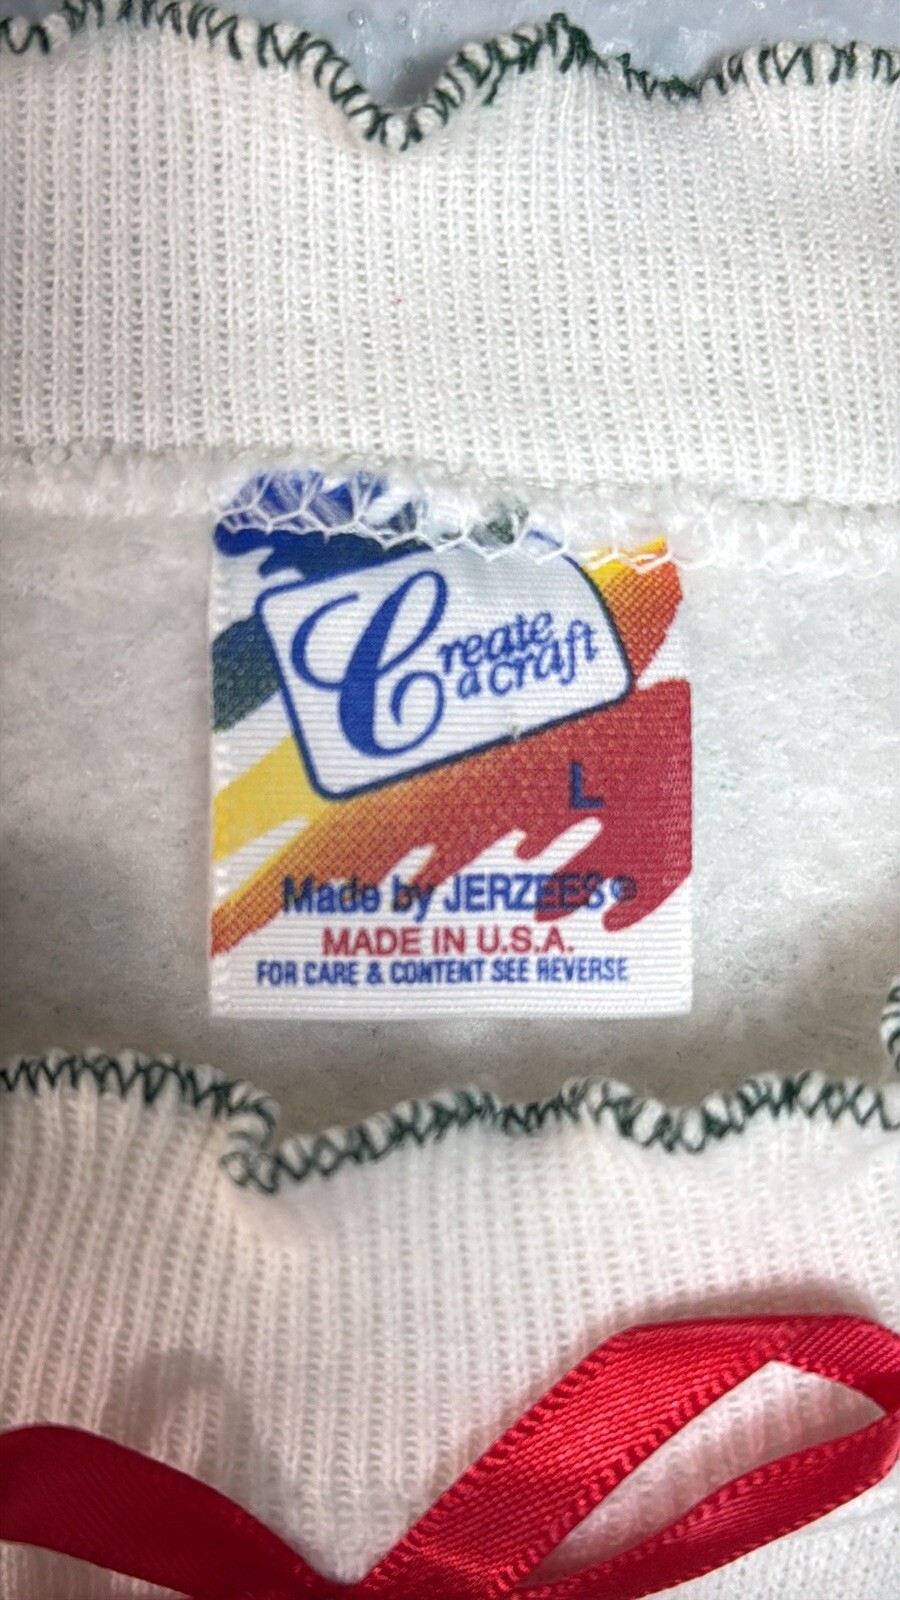 Create
a craft
L
Made by JERZEES®
MADE IN U.S.A.
FOR CARE & CONTENT SEE REVERSE